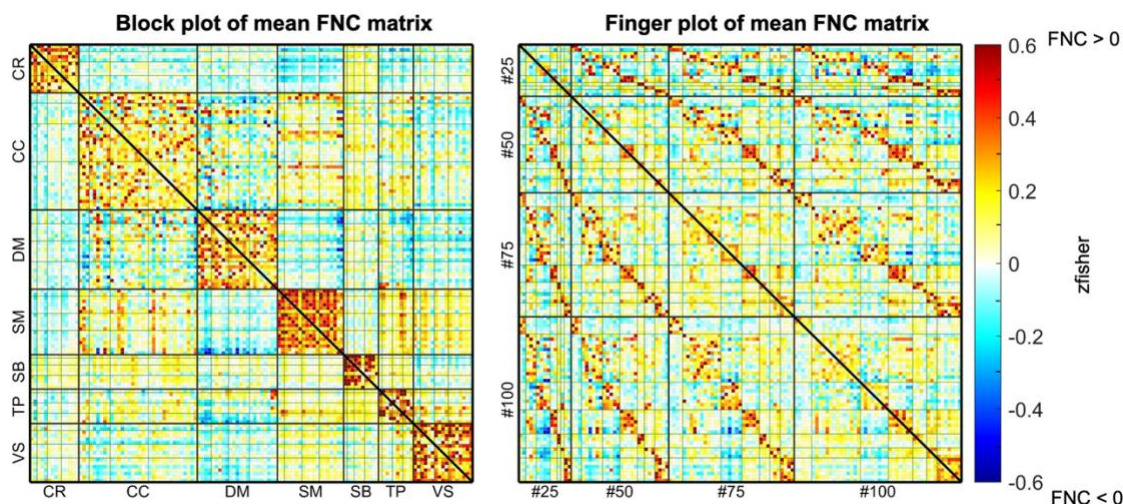 Block plot of mean FNC matrix
CR
CC
DM
SM
SB
TP
VS
CR CC DM SM SB TP VS
Finger plot of mean FNC matrix
#25
#50
#75
#100
#25 #50 #75 #100
FNC > 0
0.6
0.4
0.2
0
-0.2
-0.4
-0.6
zfisher
FNC < 0